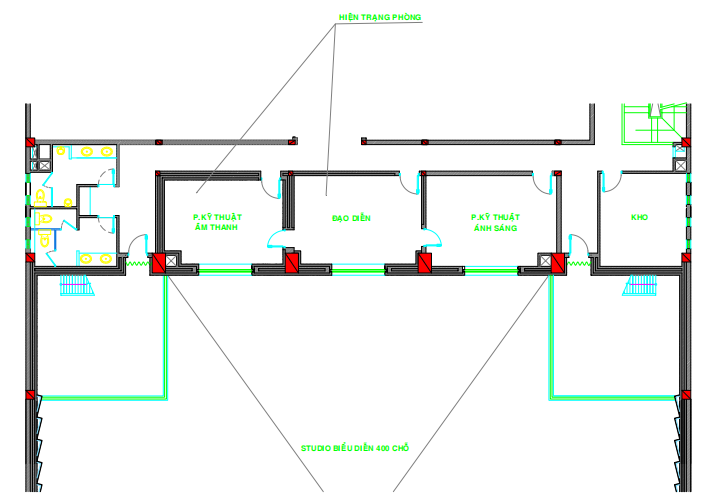 HIỆN TRẠNG PHÒNG
P.KỸ THUẬT
ÂM THANH
ĐẠO DIỄN
P.KỸ THUẬT
ÁNH SÁNG
KHO
STUDIO BIỂU DIỄN 400 CHỖ